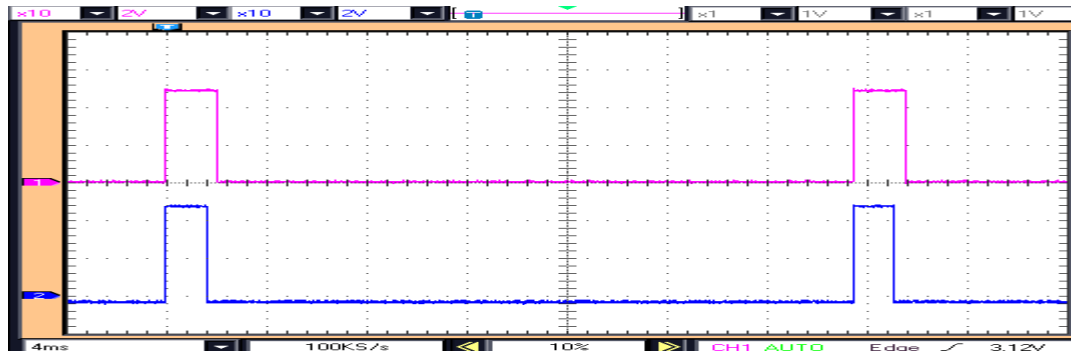 x10 2V x10 2V T x1 1V x1 1V
T
1
2
4ms 100KS/s 10% CH1 AUTO Edge 3.12V